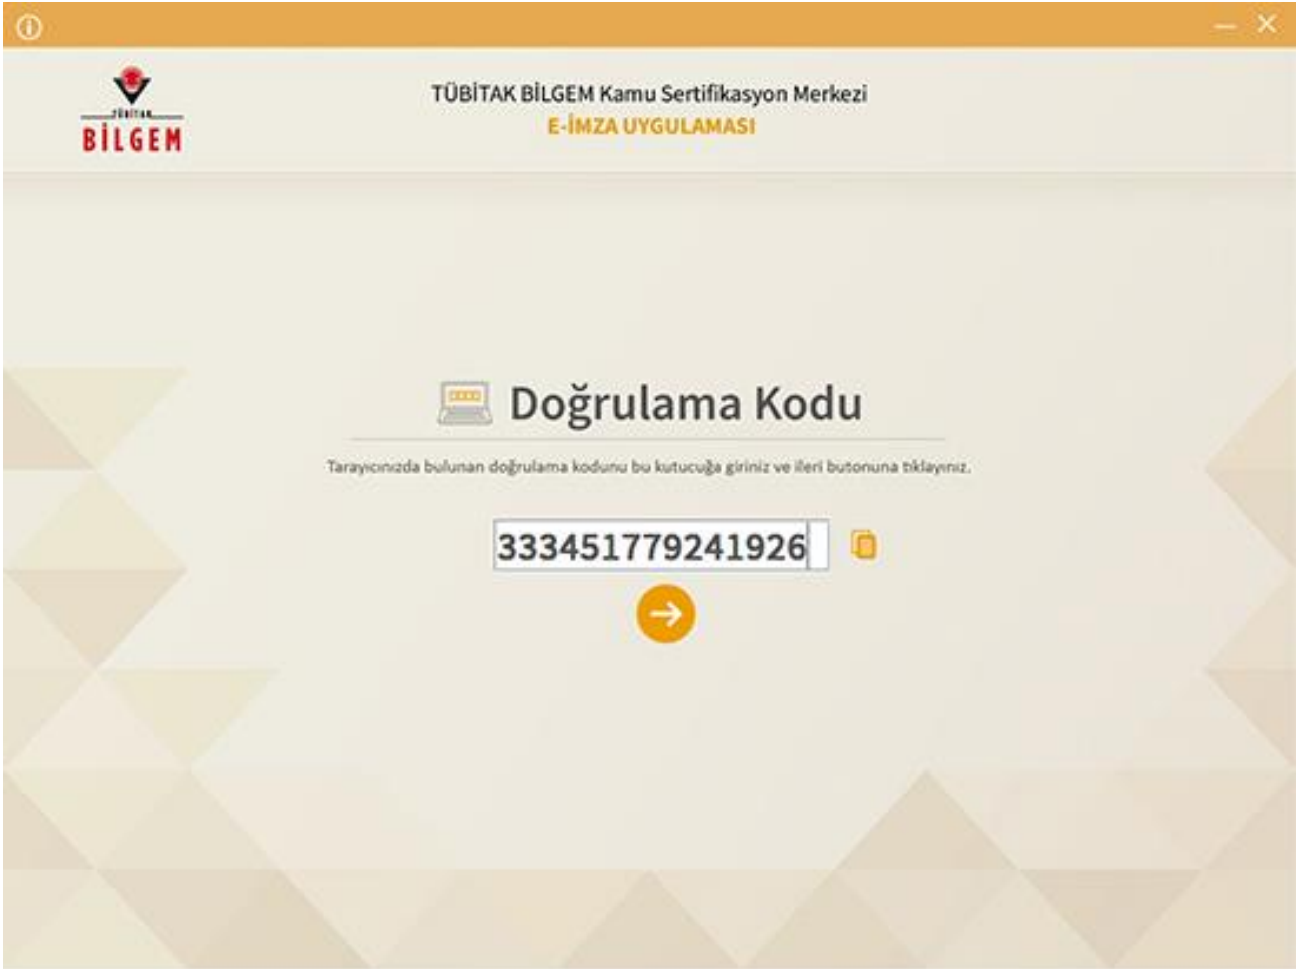 TÜBİTAK
BİLGEM
TÜBİTAK BİLGEM Kamu Sertifikasyon Merkezi
E-İMZA UYGULAMASI
Doğrulama Kodu
Tarayıcınızda bulunan doğrulama kodunu bu kutucuğa giriniz ve ileri butonuna tıklayınız.
333451779241926